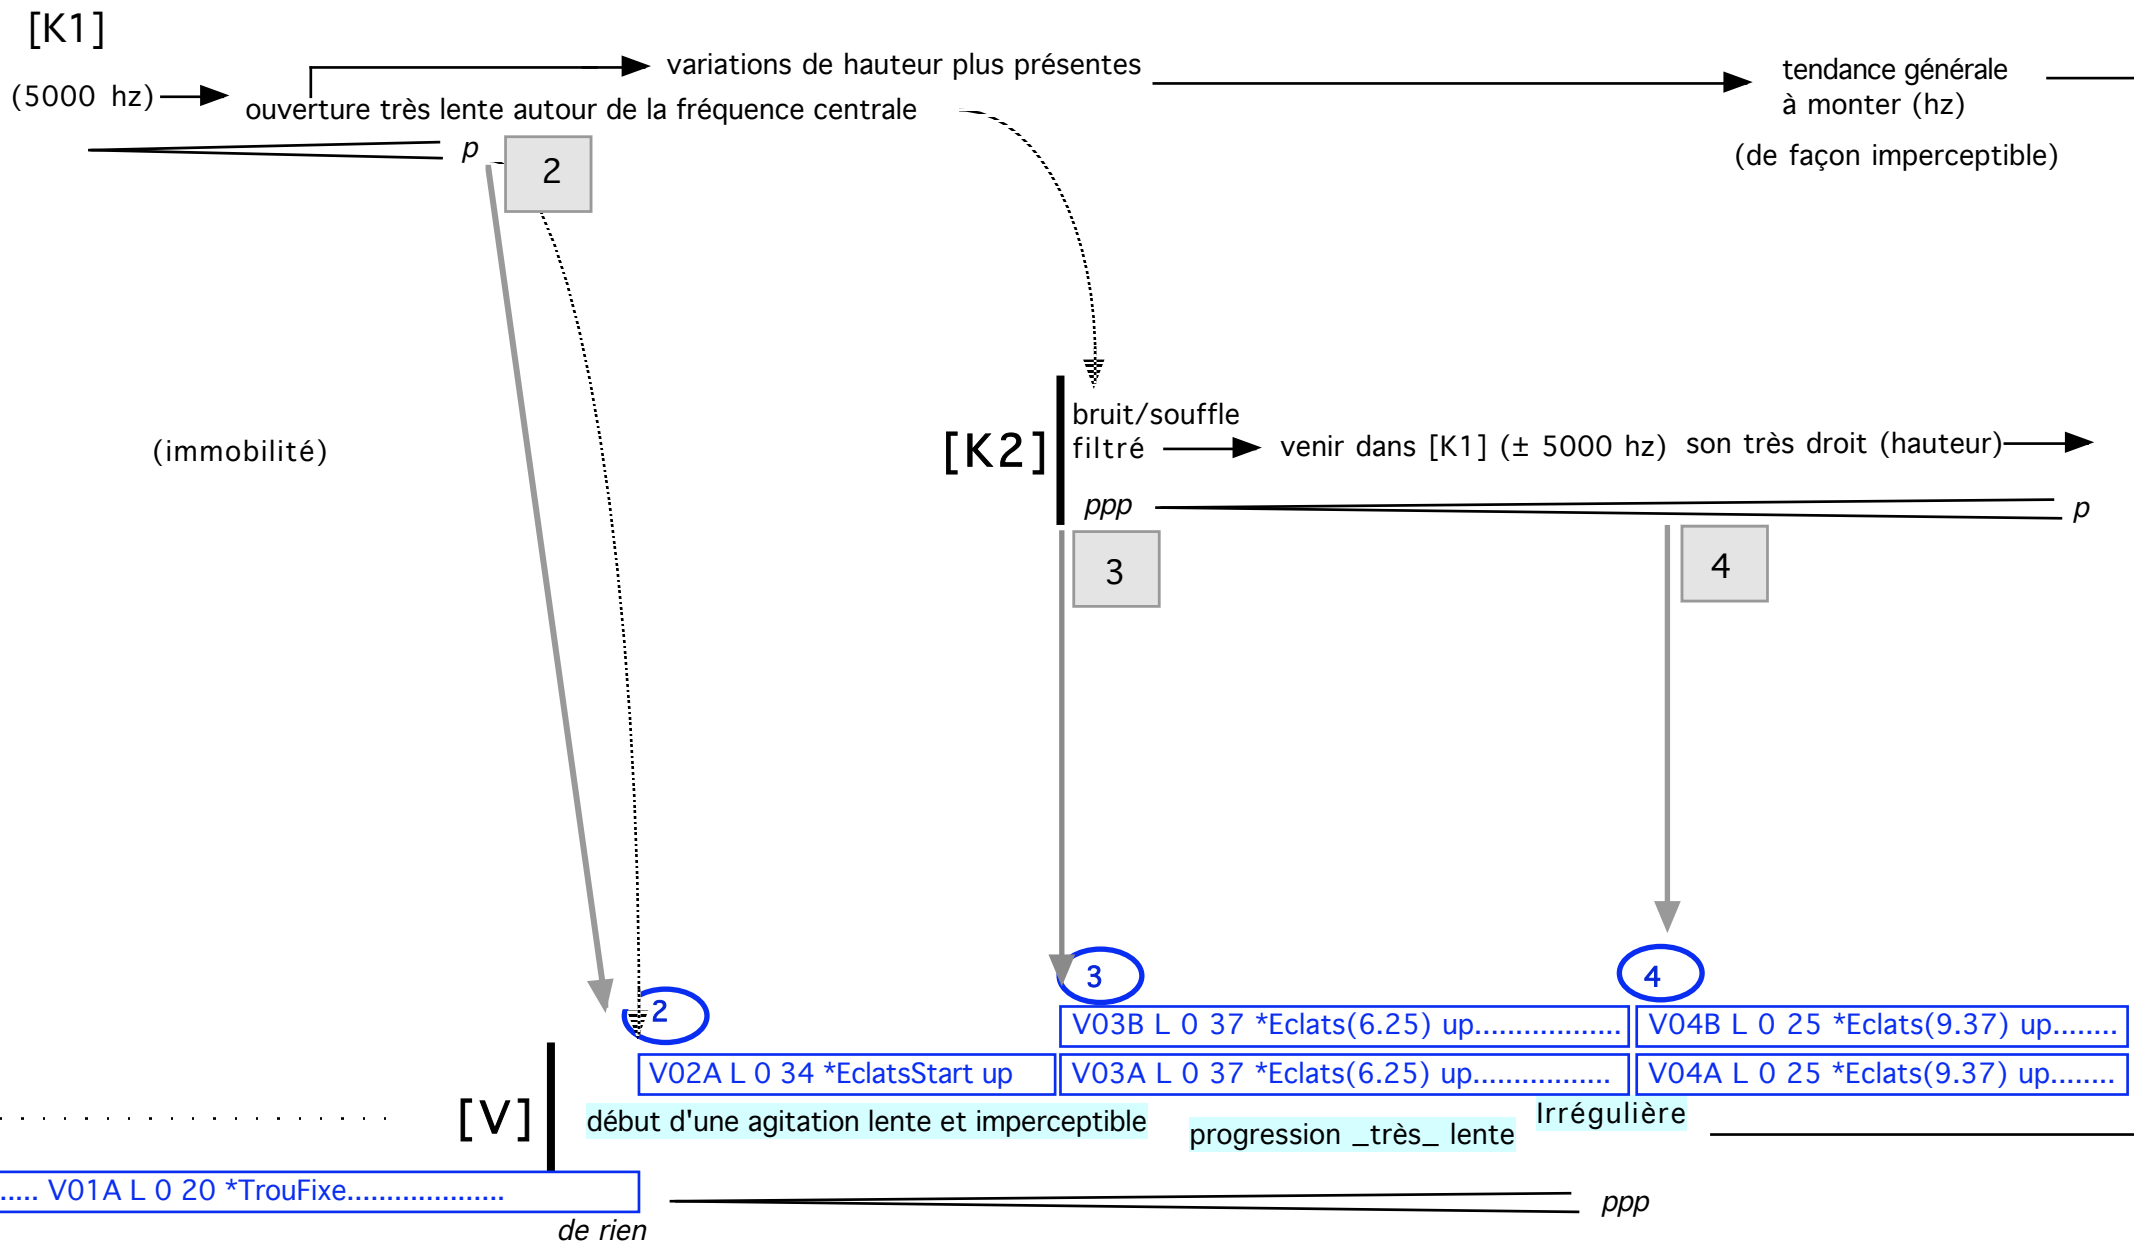 [K1]
variations de hauteur plus présentes
tendance générale
à monter (hz)
(5000 hz)
ouverture très lente autour de la fréquence centrale
(de façon imperceptible)
p
2
bruit/souffle
filtré
[K2]
venir dans [K1] (± 5000 hz)
son très droit (hauteur)
(immobilité)
ppp
p
3
4
3
4
2
V03B L 0 37 *Eclats(6.25) up..................
V04B L 0 25 *Eclats(9.37) up........
V02A L 0 34 *EclatsStart up
V03A L 0 37 *Eclats(6.25) up.................
V04A L 0 25 *Eclats(9.37) up........
[V]
début d'une agitation lente et imperceptible
progression _très_ lente
Irrégulière
..... V01A L 0 20 *TrouFixe...................
de rien
ppp